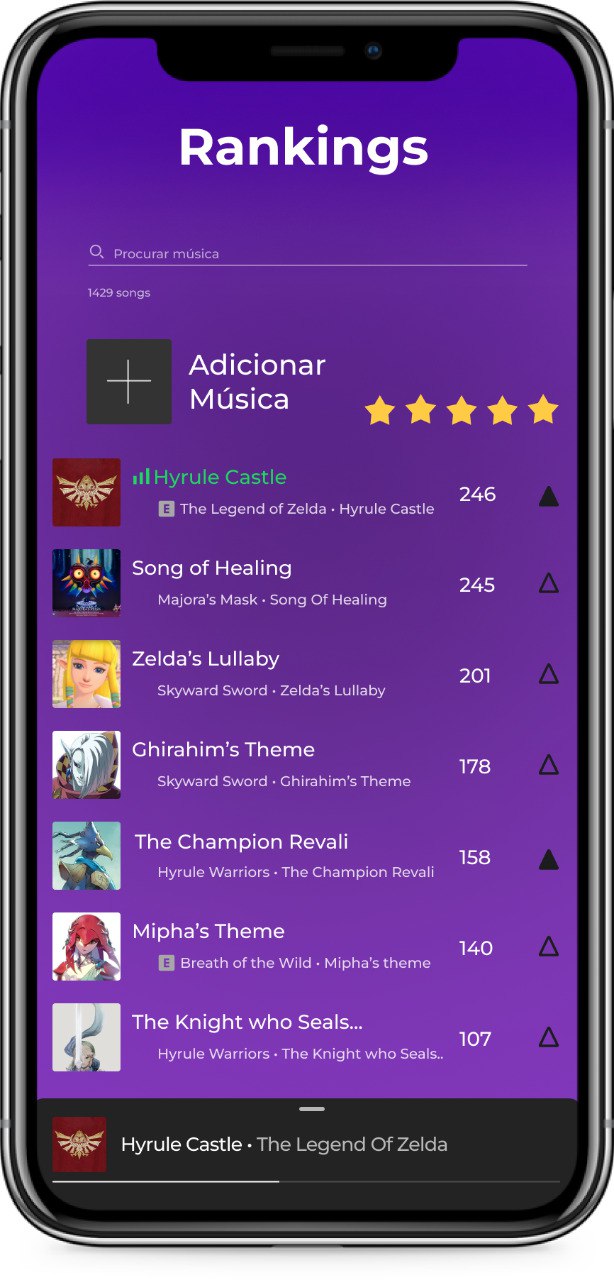 Rankings
Procurar música
1429 songs
Adicionar
Música
Hyrule Castle
246
E The Legend of Zelda • Hyrule Castle
Song of Healing
245
Majora’s Mask • Song Of Healing
Zelda’s Lullaby
201
Skyward Sword • Zelda’s Lullaby
Ghirahim’s Theme
178
Skyward Sword • Ghirahim’s Theme
The Champion Revali
158
Hyrule Warriors • The Champion Revali
Mipha’s Theme
140
E Breath of the Wild • Mipha’s theme
The Knight who Seals...
107
Hyrule Warriors • The Knight who Seals..
Hyrule Castle • The Legend Of Zelda